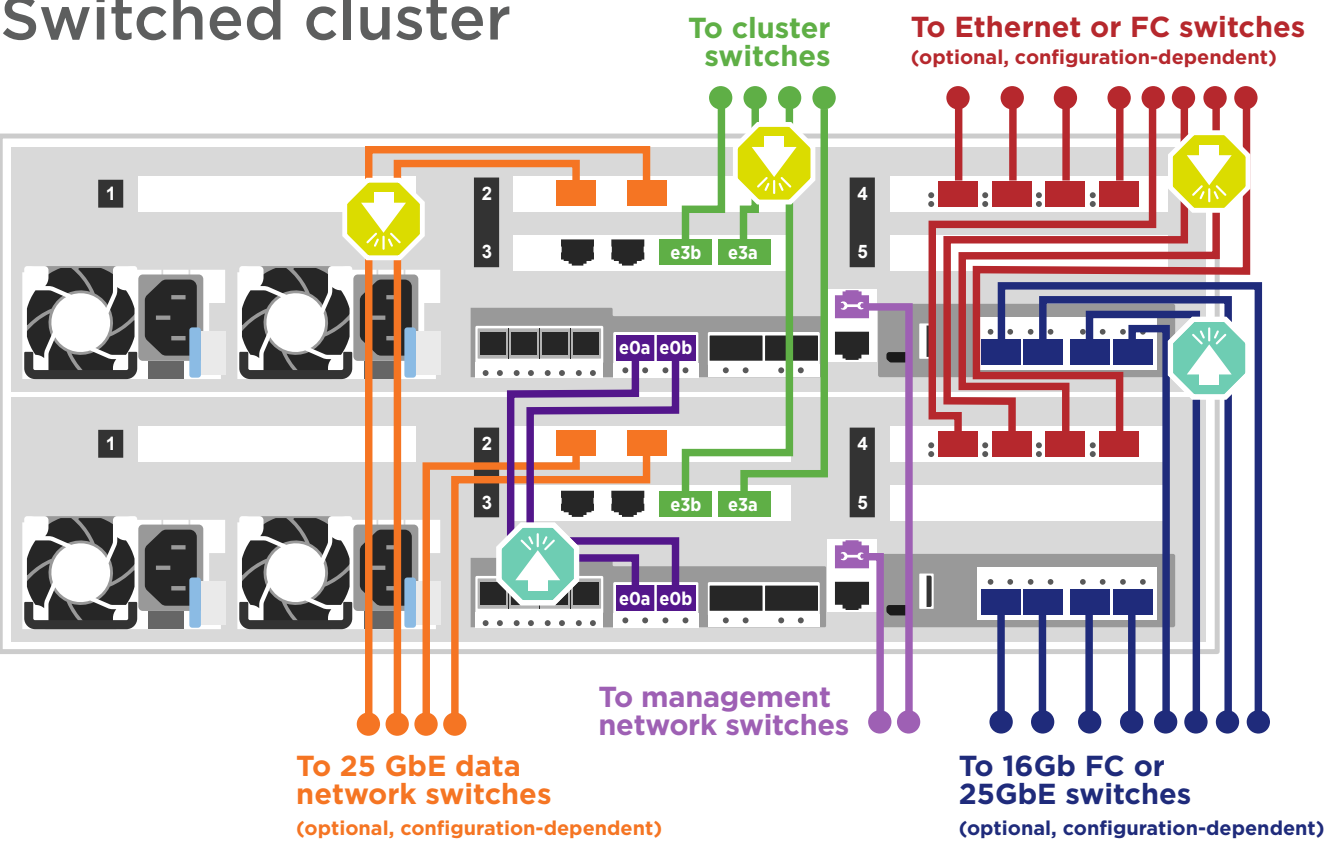 Switched cluster
To cluster
switches
To Ethernet or FC switches
(optional, configuration-dependent)
1
2
4
3
e3b
e3a
5
e0a
e0b
1
2
4
3
e3b
e3a
5
e0a
e0b
To management
network switches
To 25 GbE data
network switches
(optional, configuration-dependent)
To 16Gb FC or
25GbE switches
(optional, configuration-dependent)